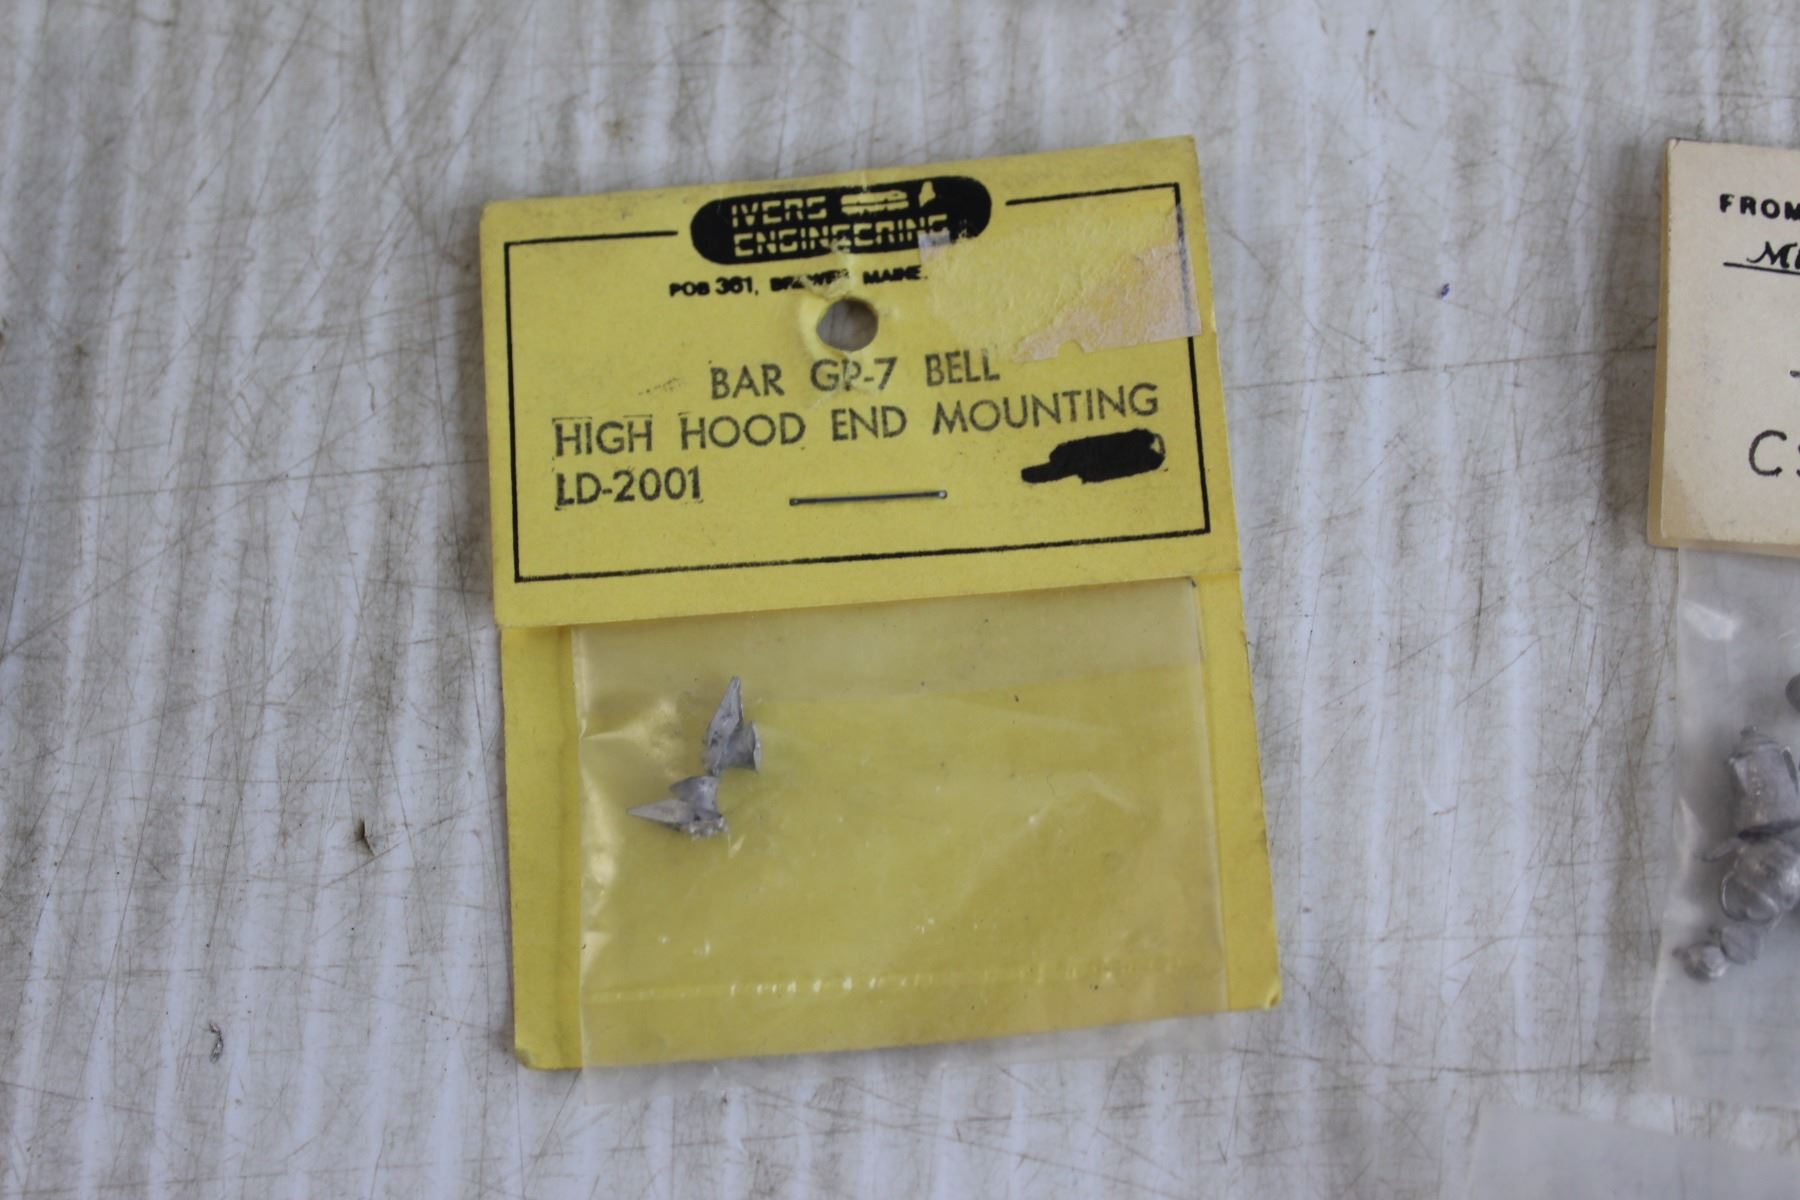 IVERS
ENGINEERING
POB 361, BREWER, MAINE.
BAR GP-7 BELL
HIGH HOOD END MOUNTING
LD-2001
FROM